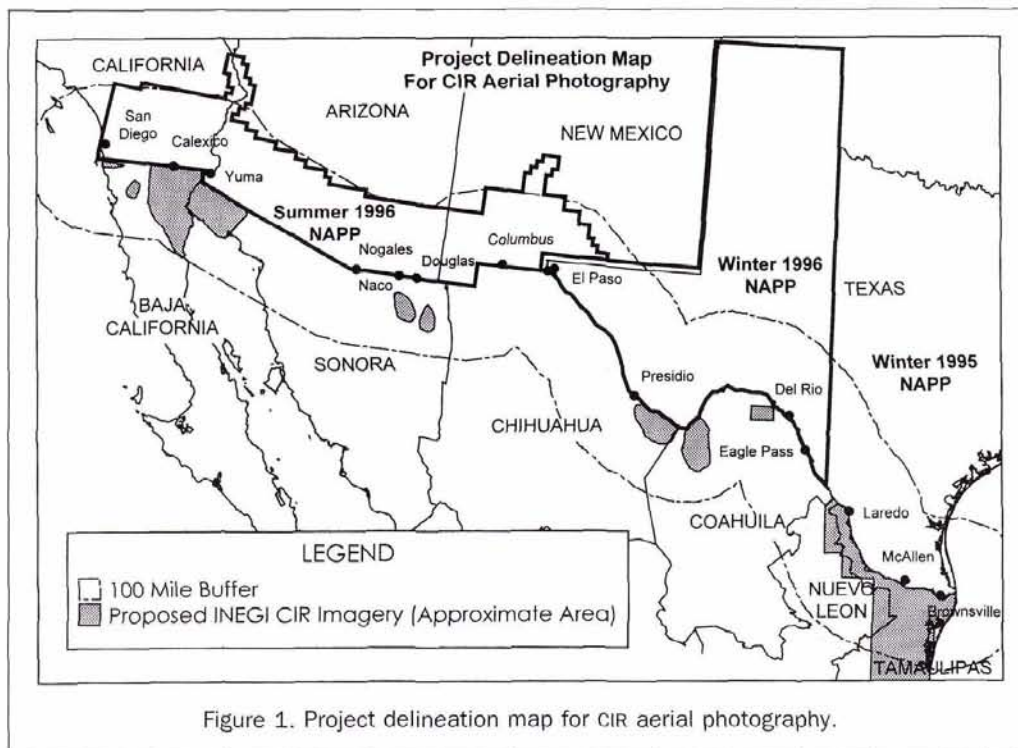 Project Delineation Map
For CIR Aerial Photography
CALIFORNIA
ARIZONA
NEW MEXICO
San
Diego
Calexico
Yuma
Summer 1996
NAPP
Nogales
Naco
Douglas
Columbus
El Paso
Winter 1996
NAPP
TEXAS
BAJA
CALIFORNIA
SONORA
CHIHUAHUA
Presidio
Del Rio
Eagle Pass
Winter 1995
NAPP
COAHUILA
Laredo
McAllen
NUEVO
LEON
Brownsville
TAMAULIPAS
LEGEND
100 Mile Buffer
Proposed INEGI CIR Imagery (Approximate Area)
Figure 1. Project delineation map for CIR aerial photography.